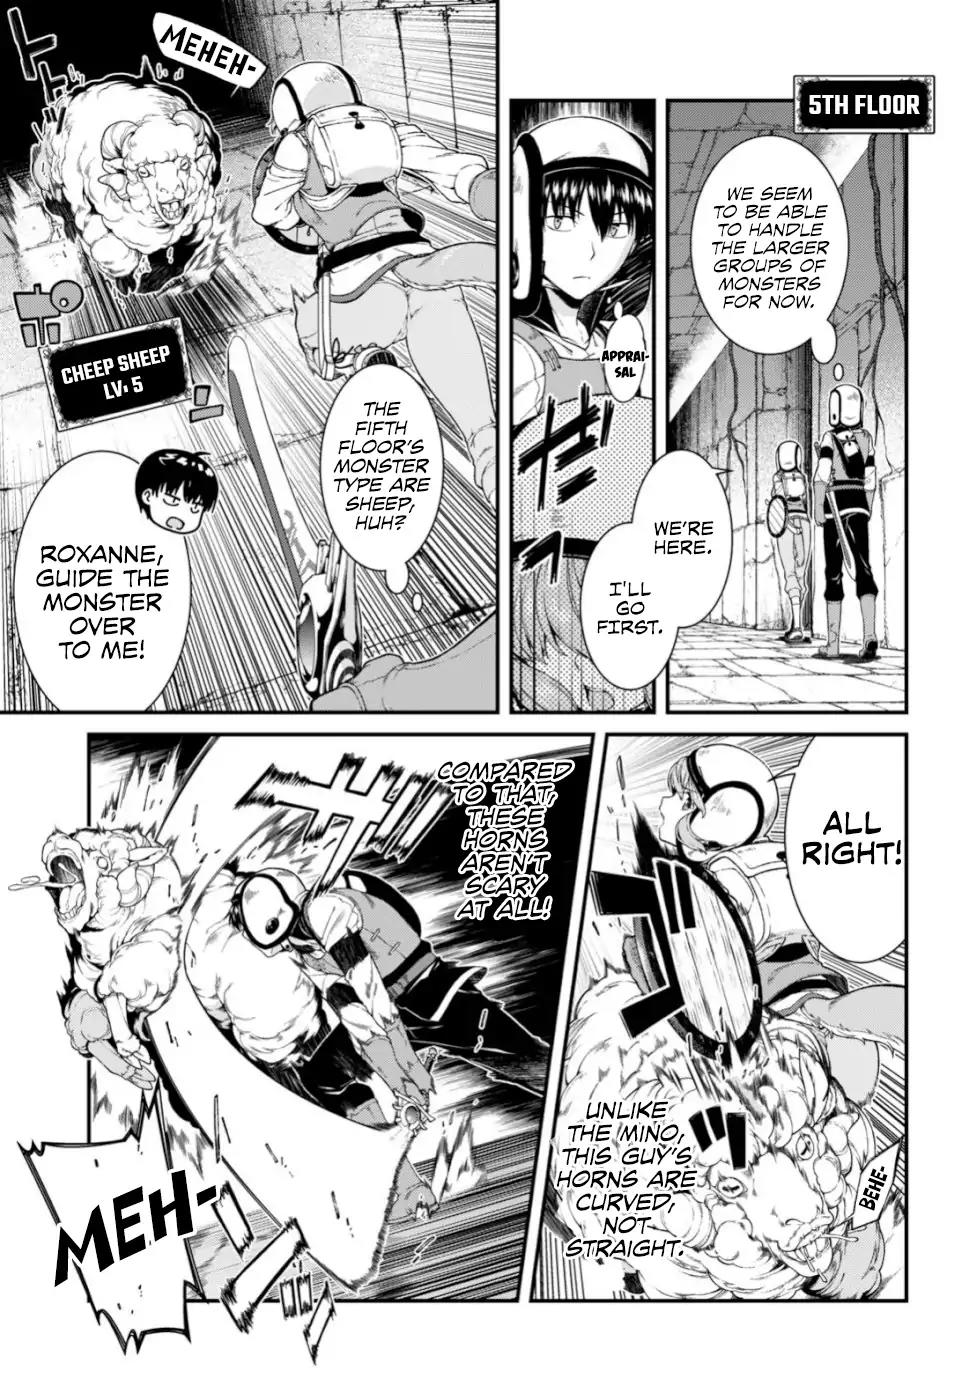 5TH FLOOR
WE SEEM
TO BE ABLE
TO HANDLE
THE LARGER
GROUPS OF
MONSTERS
FOR NOW.
WE'RE
HERE.
I'LL
GO
FIRST.
APPRAI-
SAL
MEHEH-
ポーン!
CHEEP SHEEP
LV. 5
THE
FIFTH
FLOOR'S
MONSTER
TYPE ARE
SHEEP,
HUH?
ROXANNE,
GUIDE THE
MONSTER
OVER
TO ME!
ALL
RIGHT!
UNLIKE
THE MINO,
THIS GUY'S
HORNS ARE
CURVED,
NOT
STRAIGHT.
BEHE-
COMPARED
TO THAT,
THESE
HORNS
AREN'T
SCARY
AT ALL!
MEH-